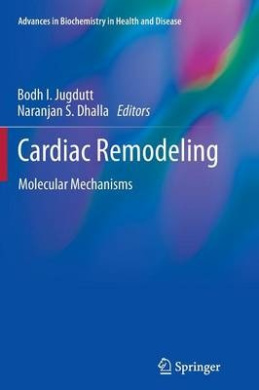 Advances in Biochemistry in Health and Disease
Bodh I. Jugdutt
Naranjan S. Dhalla Editors
Cardiac Remodeling
Molecular Mechanisms
Springer